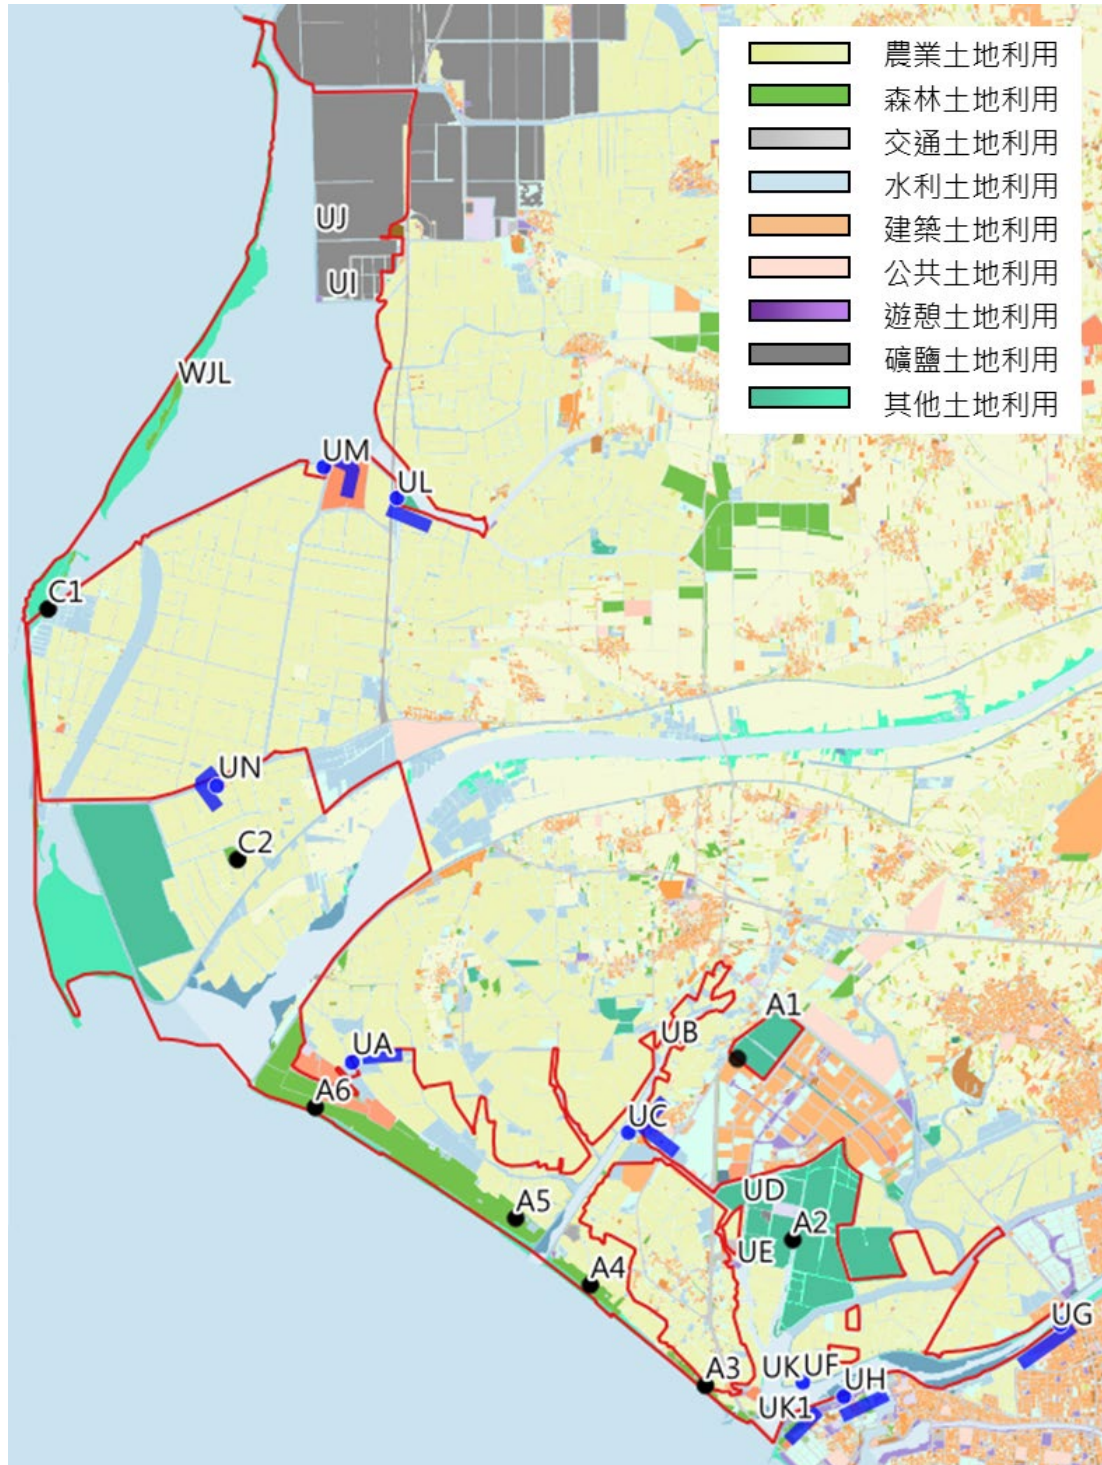 農業土地利用
森林土地利用
交通土地利用
水利土地利用
建築土地利用
公共土地利用
遊憩土地利用
礦鹽土地利用
其他土地利用
UJ
UI
WJL
UM
UL
C1
UN
C2
A1
UB
UA
A6
UC
UD
A5
A2
UE
A4
UG
A3
UK
UF
UH
UK1